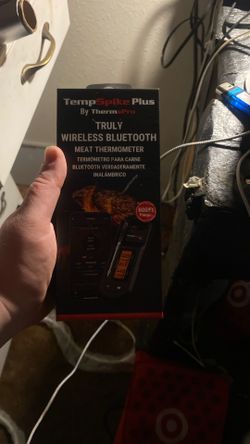 TempSpike Plus
By ThermoPro
TRULY
WIRELESS BLUETOOTH
MEAT THERMOMETER
TERMÓMETRO PARA CARNE
BLUETOOTH VERDADERAMENTE
INALÁMBRICO